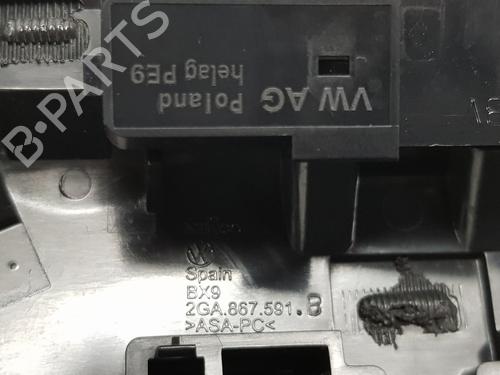 B-PARTS
VW AG
Poland
helag PE9
Spain
BX9
2GA.867.591.B
>ASA-PC<